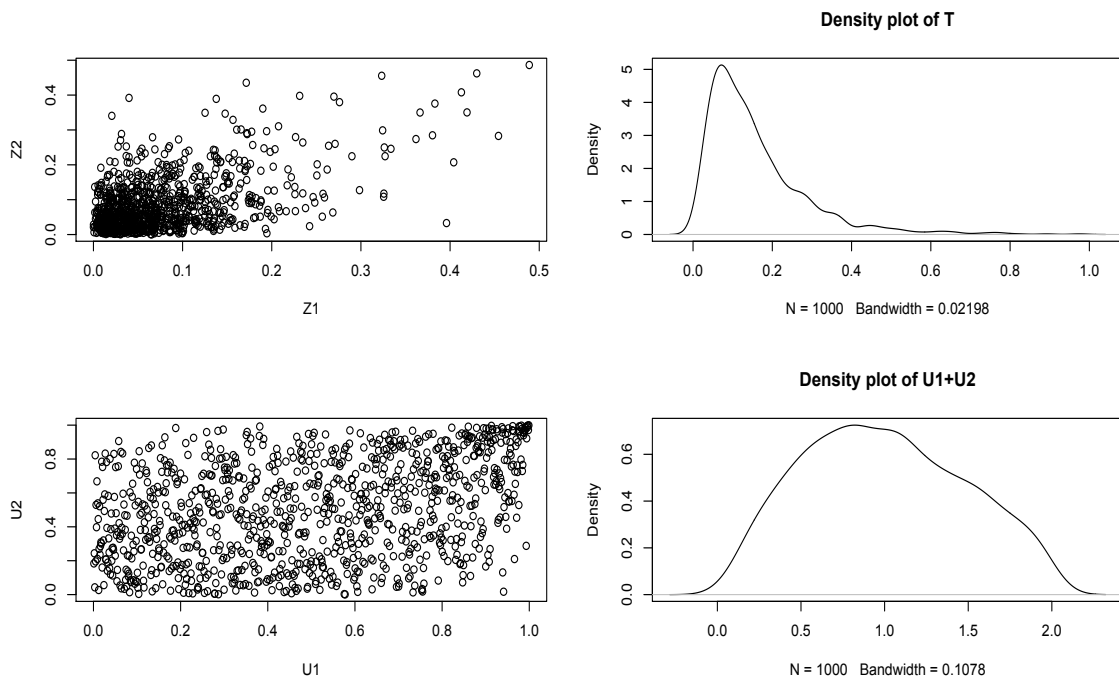 Z2
0.0 0.2 0.4
0.0 0.1 0.2 0.3 0.4 0.5
Z1
Density plot of T
Density
0 1 2 3 4 5
0.0 0.2 0.4 0.6 0.8 1.0
N = 1000 Bandwidth = 0.02198
U2
0.0 0.4 0.8
0.0 0.2 0.4 0.6 0.8 1.0
U1
Density plot of U1+U2
Density
0.0 0.2 0.4 0.6
0.0 0.5 1.0 1.5 2.0
N = 1000 Bandwidth = 0.1078